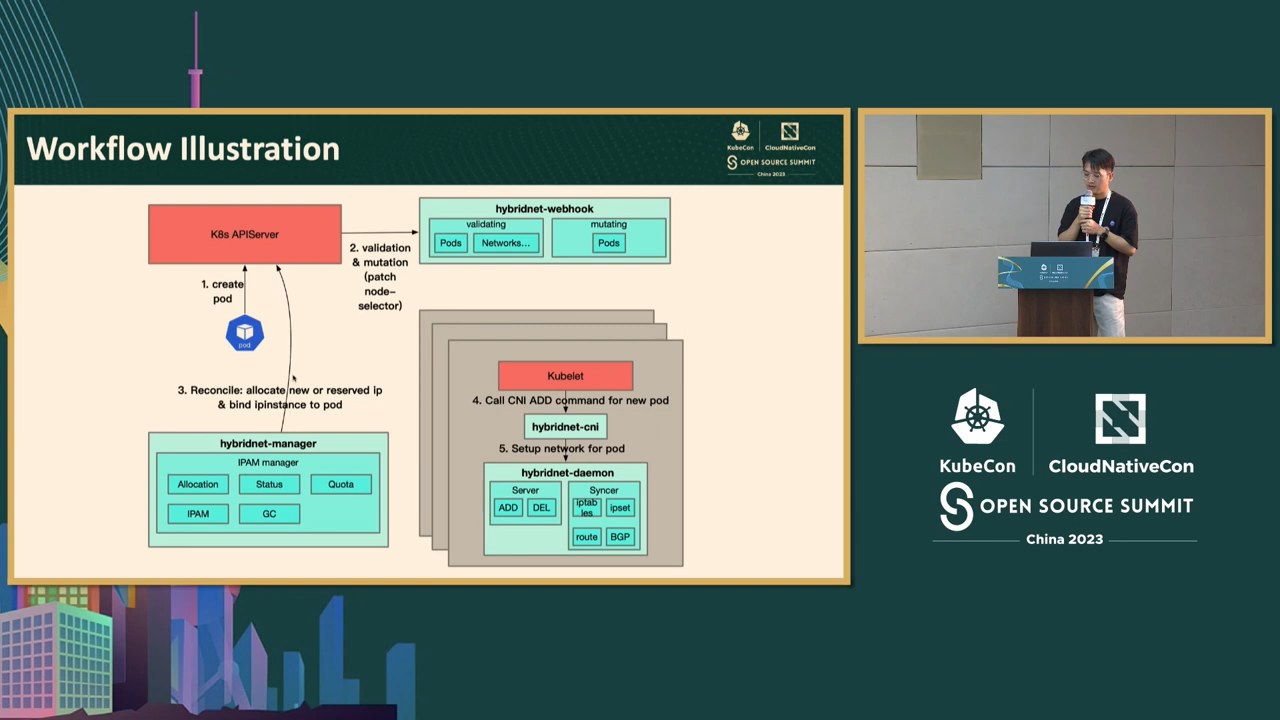 Workflow Illustration
KubeCon
CloudNativeCon
OPEN SOURCE SUMMIT
China 2023
K8s APIServer
hybridnet-webhook
validating
Pods
Networks...
mutating
Pods
2. validation
& mutation
(patch
node-
selector)
1. create
pod
pod
3. Reconcile: allocate new or reserved ip
& bind ipinstance to pod
hybridnet-manager
IPAM manager
Allocation
Status
Quota
IPAM
GC
Kubelet
4. Call CNI ADD command for new pod
hybridnet-cni
5. Setup network for pod
hybridnet-daemon
Server
ADD
DEL
Syncer
iptab
les
ipset
route
BGP
KubeCon
CloudNativeCon
OPEN SOURCE SUMMIT
China 2023